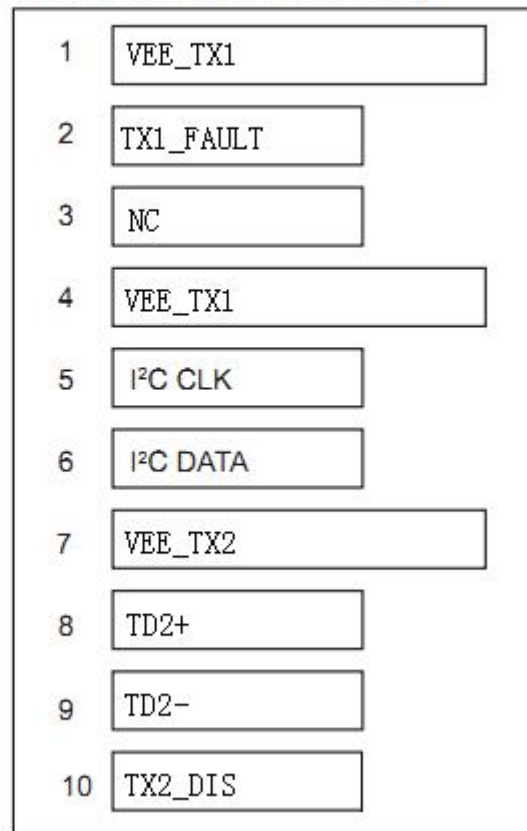 1 VEE_TX1
2 TX1_FAULT
3 NC
4 VEE_TX1
5 I²C CLK
6 I²C DATA
7 VEE_TX2
8 TD2+
9 TD2-
10 TX2_DIS